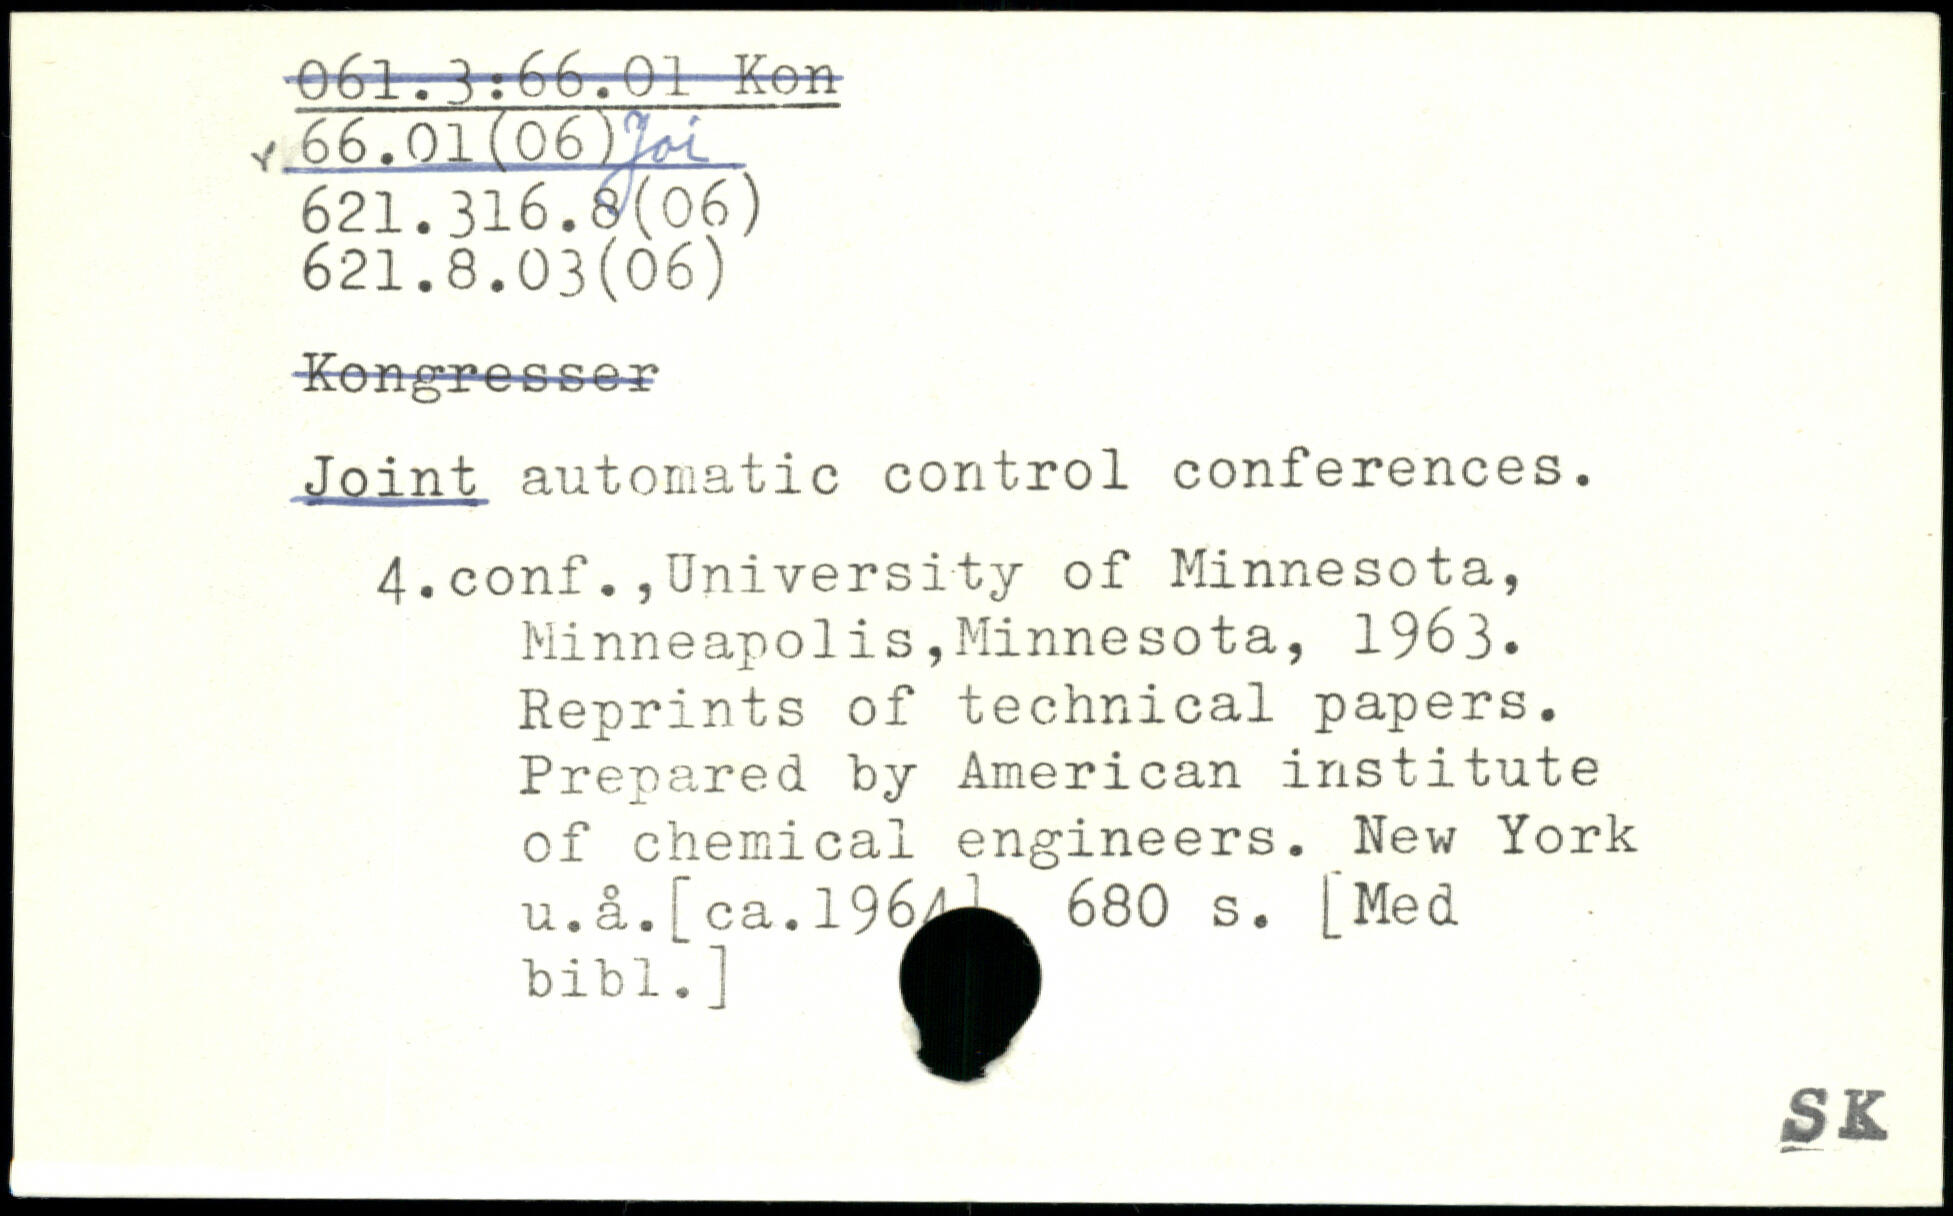 061.3:66.01 Kon
66.01(06) Joi
621.316.8(06)
621.8.03(06)
Kongresser
Joint automatic control conferences.
4.conf.,University of Minnesota,
Minneapolis,Minnesota, 1963.
Reprints of technical papers.
Prepared by American institute
of chemical engineers. New York
u.å.[ca.1964]. 680 s. [Med
bibl.]
SK